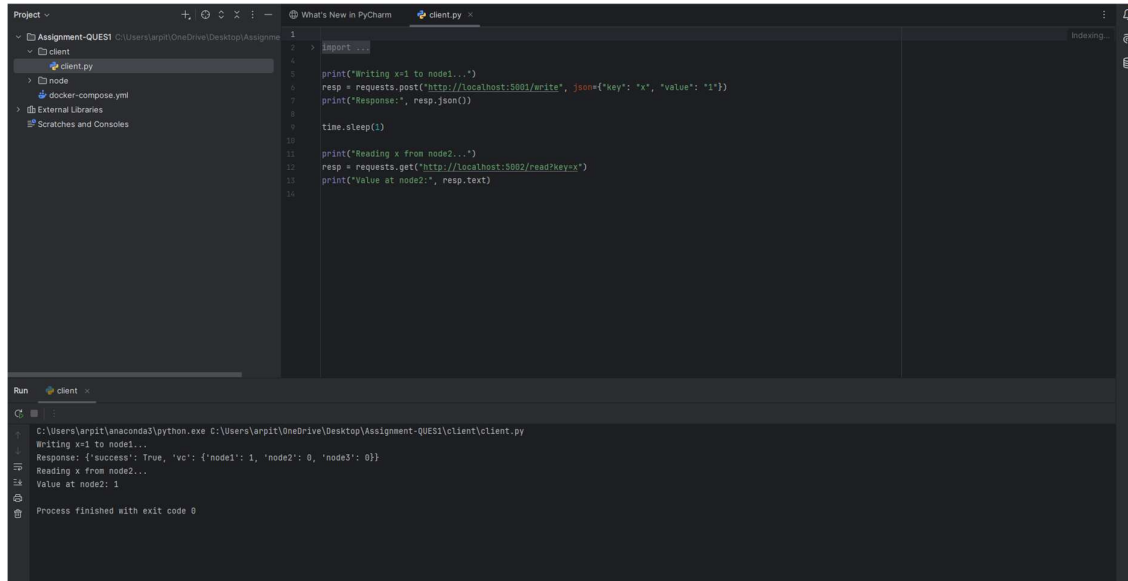 Project
What's New in PyCharm
client.py
Assignment-QUES1 C:\Users\arpit\OneDrive\Desktop\Assignme
client
client.py
node
docker-compose.yml
External Libraries
Scratches and Consoles
Indexing...
1
2 import ...
4
5 print("Writing x=1 to node1...")
6 resp = requests.post("http://localhost:5001/write", json={"key": "x", "value": "1"})
7 print("Response:", resp.json())
8
9 time.sleep(1)
10
11 print("Reading x from node2...")
12 resp = requests.get("http://localhost:5002/read?key=x")
13 print("Value at node2:", resp.text)
14
Run client
C:\Users\arpit\anaconda3\python.exe C:\Users\arpit\OneDrive\Desktop\Assignment-QUES1\client\client.py
Writing x=1 to node1...
Response: {'success': True, 'vc': {'node1': 1, 'node2': 0, 'node3': 0}}
Reading x from node2...
Value at node2: 1
Process finished with exit code 0